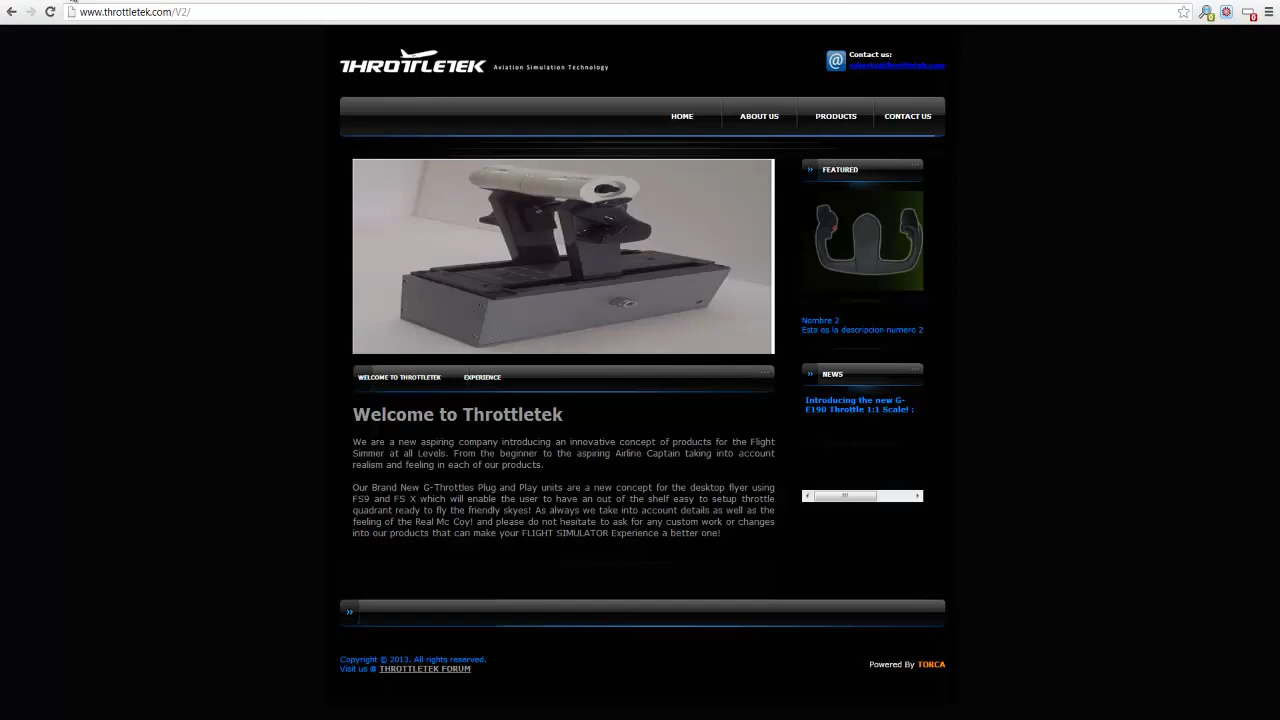 www.throttletek.com/V2/
THROTTLETEK Aviation Simulation Technology
Contact us:
HOME
ABOUT US
PRODUCTS
CONTACT US
FEATURED
Nombre 2
Esta es la descripcion numero 2
NEWS
Introducing the new G-
E190 Throttle 1:1 Scale! :
WELCOME TO THROTTLETEK
EXPERIENCE
Welcome to Throttletek
We are a new aspiring company introducing an innovative concept of products for the Flight
Simmer at all Levels. From the beginner to the aspiring Airline Captain taking into account
realism and feeling in each of our products.
Our Brand New G-Throttles Plug and Play units are a new concept for the desktop flyer using
FS9 and FS X which will enable the user to have an out of the shelf easy to setup throttle
quadrant ready to fly the friendly skyes! As always we take into account details as well as the
feeling of the Real Mc Coy! and please do not hesitate to ask for any custom work or changes
into our products that can make your FLIGHT SIMULATOR Experience a better one!
Copyright © 2013. All rights reserved.
Visit us @ THROTTLETEK FORUM
Powered By TORCA